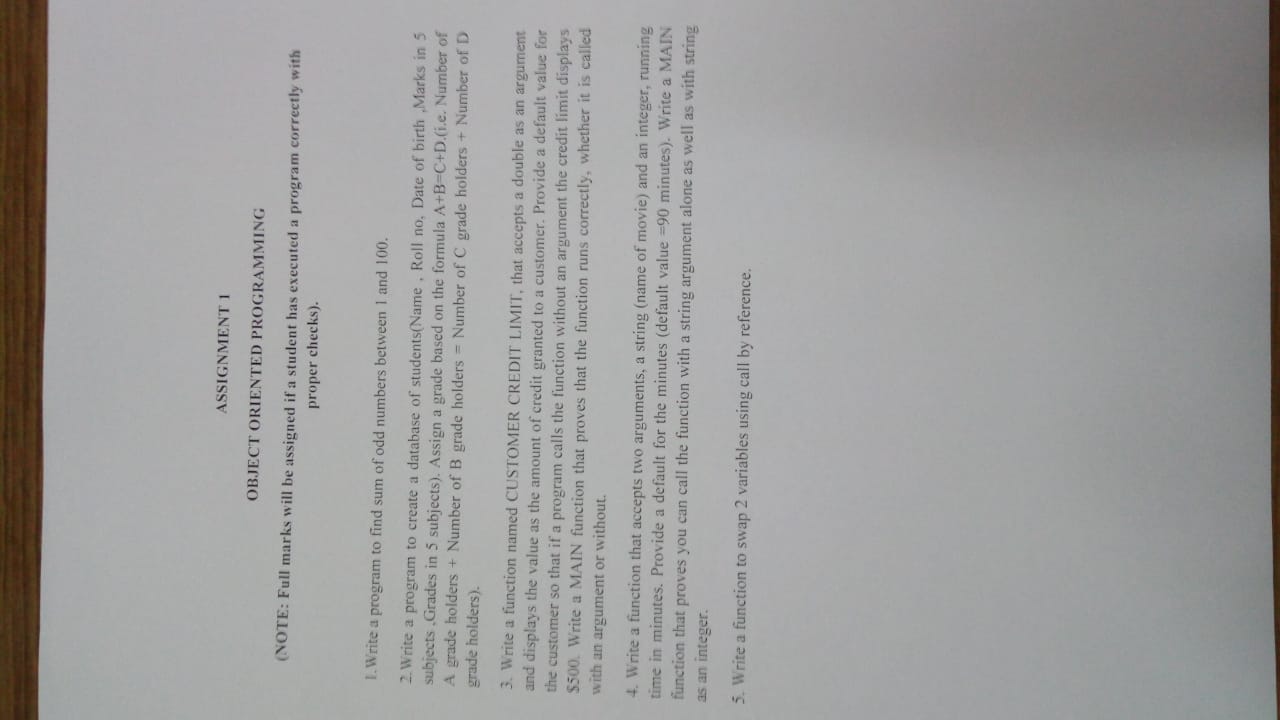 ASSIGNMENT 1
OBJECT ORIENTED PROGRAMMING
(NOTE: Full marks will be assigned if a student has executed a program correctly with
proper checks).
1.Write a program to find sum of odd numbers between 1 and 100.
2.Write a program to create a database of students(Name , Roll no, Date of birth ,Marks in 5
subjects ,Grades in 5 subjects). Assign a grade based on the formula A+B=C+D.(i.e. Number of
A grade holders + Number of B grade holders = Number of C grade holders + Number of D
grade holders).
3. Write a function named CUSTOMER CREDIT LIMIT, that accepts a double as an argument
and displays the value as the amount of credit granted to a customer. Provide a default value for
the customer so that if a program calls the function without an argument the credit limit displays
$500. Write a MAIN function that proves that the function runs correctly, whether it is called
with an argument or without.
4. Write a function that accepts two arguments, a string (name of movie) and an integer, running
time in minutes. Provide a default for the minutes (default value =90 minutes). Write a MAIN
function that proves you can call the function with a string argument alone as well as with string
as an integer.
5. Write a function to swap 2 variables using call by reference.